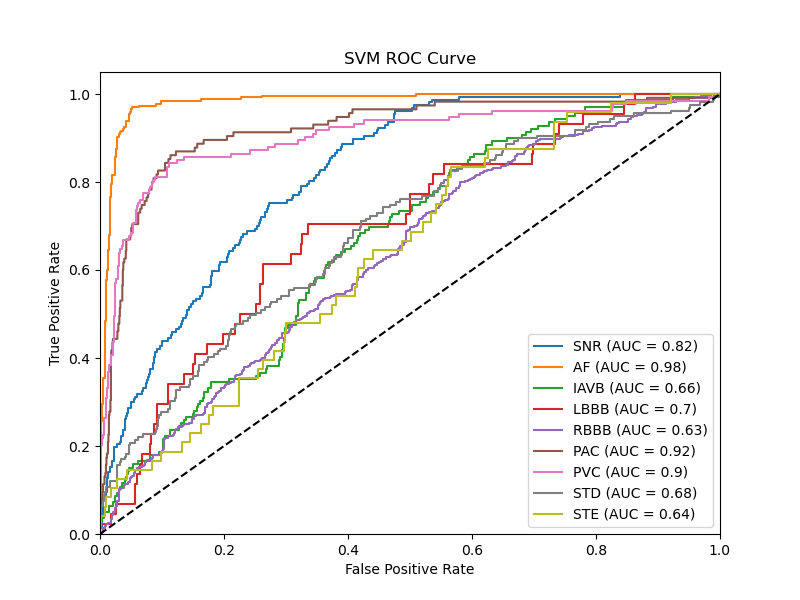 SVM ROC Curve
True Positive Rate
1.0
0.8
0.6
0.4
0.2
0.0
SNR (AUC = 0.82)
AF (AUC = 0.98)
IAVB (AUC = 0.66)
LBBB (AUC = 0.7)
RBBB (AUC = 0.63)
PAC (AUC = 0.92)
PVC (AUC = 0.9)
STD (AUC = 0.68)
STE (AUC = 0.64)
0.0 0.2 0.4 0.6 0.8 1.0
False Positive Rate